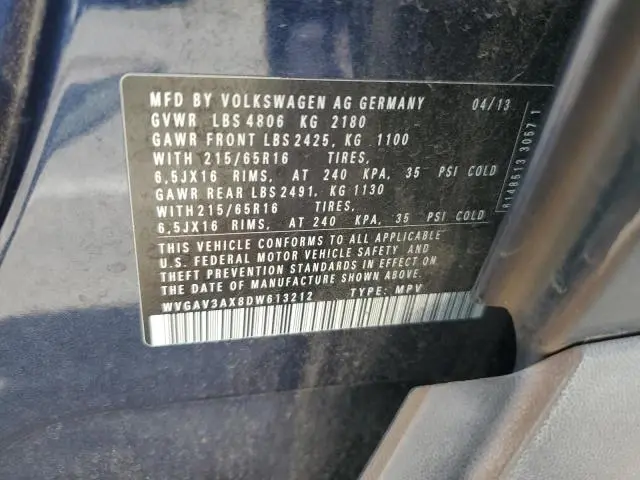 MFD BY VOLKSWAGEN AG GERMANY 04/13
GVWR LBS 4806 KG 2180
GAWR FRONT LBS 2425, KG 1100
WITH 215/65R16 TIRES,
6,5JX16 RIMS, AT 240 KPA, 35 PSI COLD
GAWR REAR LBS 2491, KG 1130
WITH 215/65R16 TIRES,
6,5JX16 RIMS, AT 240 KPA, 35 PSI COLD
THIS VEHICLE CONFORMS TO ALL APPLICABLE
U.S. FEDERAL MOTOR VEHICLE SAFETY AND
THEFT PREVENTION STANDARDS IN EFFECT ON
THE DATE OF MANUFACTURE SHOWN ABOVE.
WVGAV3AX8DW613212 TYPE: MPV